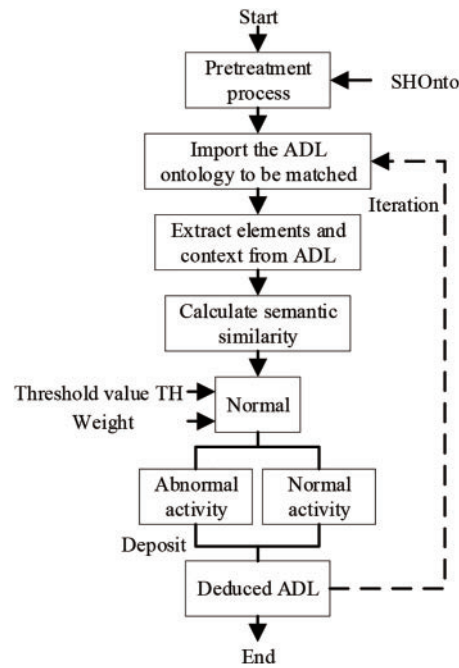 Start
Pretreatment
process
SHOnto
Import the ADL
ontology to be matched
Iteration
Extract elements and
context from ADL
Calculate semantic
similarity
Threshold value TH
Weight
Normal
Abnormal
activity
Normal
activity
Deposit
Deduced ADL
End